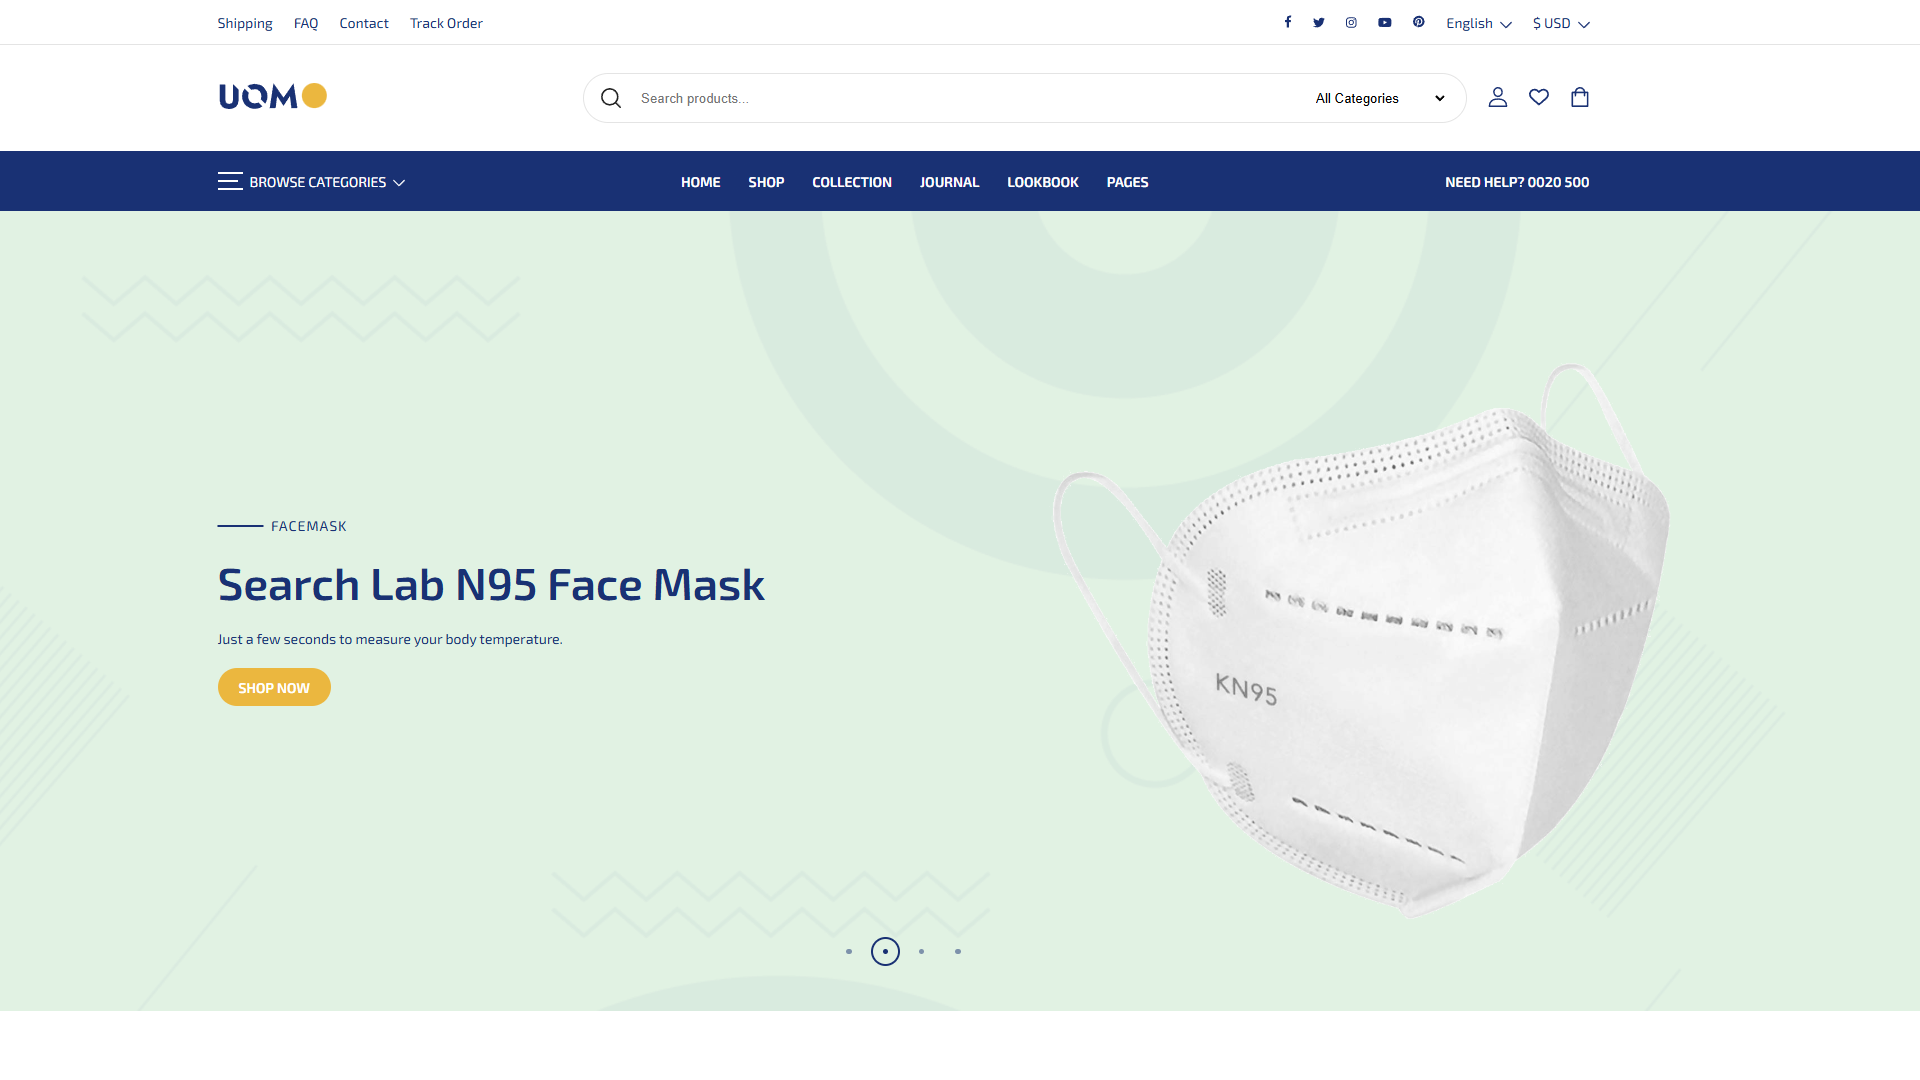 Shipping FAQ Contact Track Order English $ USD
UOMO Search products... All Categories
BROWSE CATEGORIES HOME SHOP COLLECTION JOURNAL LOOKBOOK PAGES NEED HELP? 0020 500
FACEMASK
Search Lab N95 Face Mask
Just a few seconds to measure your body temperature.
SHOP NOW
KN95